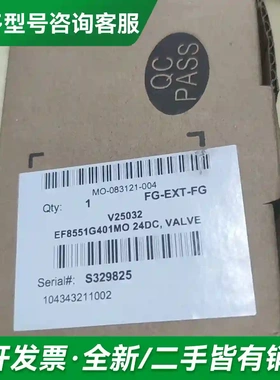 型号咨询客服
QC
PASS
MO-083121-004
Qty:
1
FG-EXT-FG
V25032
EF8551G401MO 24DC, VALVE
Serial#: S329825
104343211002
开发票·全新/二手皆有